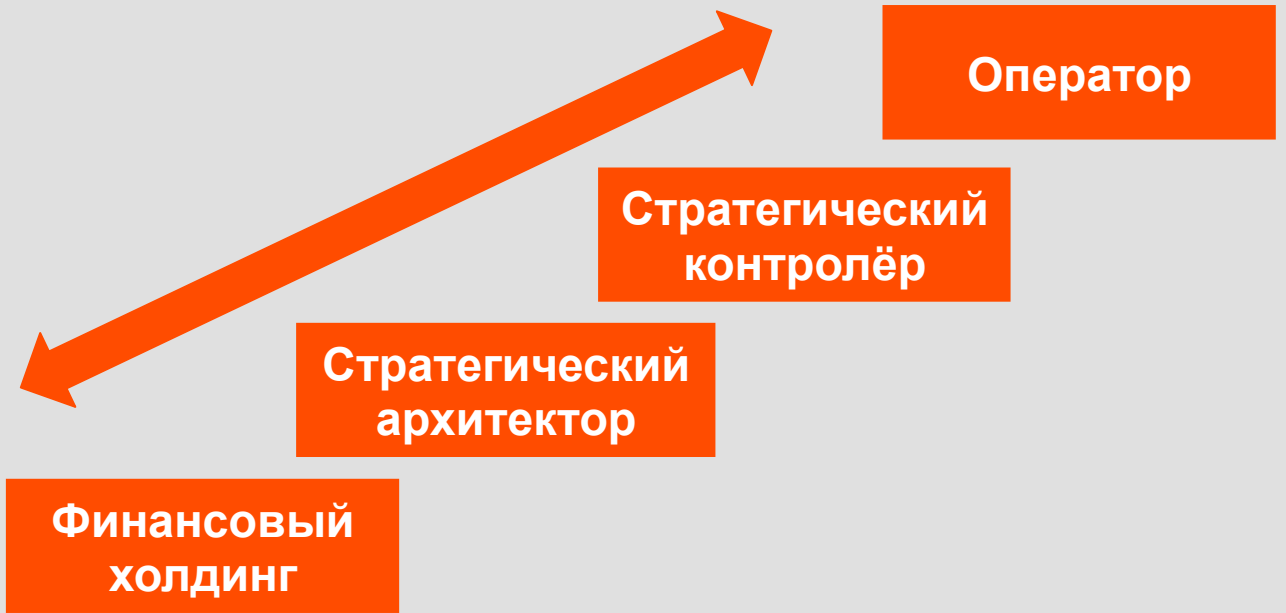 Оператор
Стратегический
контролёр
Стратегический
архитектор
Финансовый
холдинг